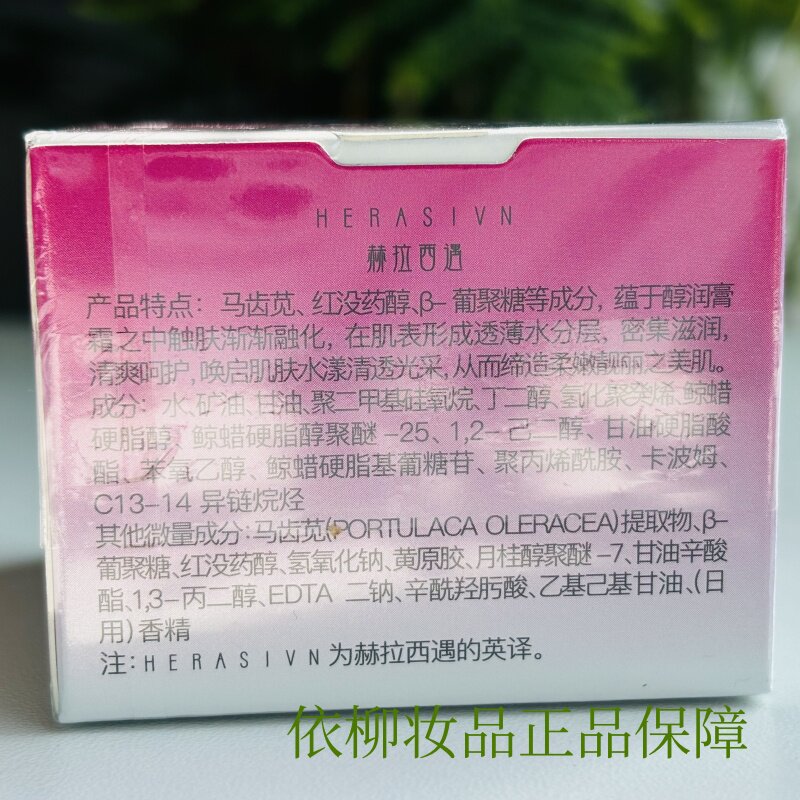 HERASIVN
赫拉西遇
产品特点：马齿苋、红没药醇、β-葡聚糖等成分，蕴于醇润膏
霜之中触肤渐渐融化，在肌表形成透薄水分层，密集滋润，
清爽呵护，唤启肌肤水漾清透光采，从而缔造柔嫩靓丽之美肌。
成分：水、矿油、甘油、聚二甲基硅氧烷、丁二醇、氢化聚癸烯、鲸蜡
硬脂醇、鲸蜡硬脂醇聚醚-25、1,2-己二醇、甘油硬脂酸
酯、苯氧乙醇、鲸蜡硬脂基葡糖苷、聚丙烯酰胺、卡波姆、
C13-14 异链烷烃
其他微量成分：马齿苋(PORTULACA OLERACEA)提取物、β-
葡聚糖、红没药醇、氢氧化钠、黄原胶、月桂醇聚醚-7、甘油辛酸
酯、1,3-丙二醇、EDTA 二钠、辛酰羟肟酸、乙基己基甘油、(日
用)香精
注：HERASIVN为赫拉西遇的英译。
依柳妆品正品保障